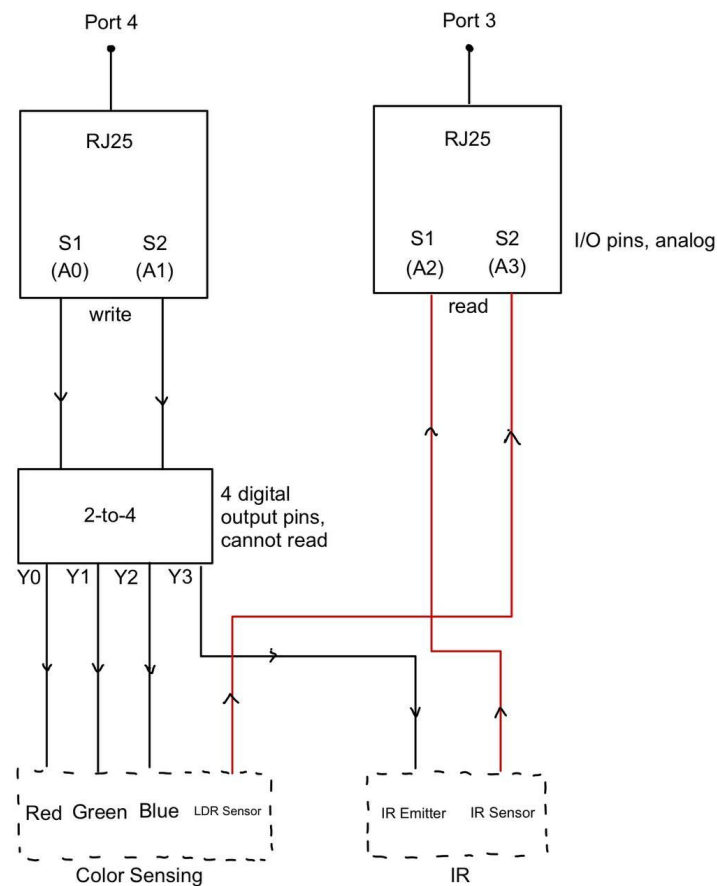 Port 4
Port 3
RJ25
RJ25
S1
(A0)
S2
(A1)
S1
(A2)
S2
(A3)
I/O pins, analog
write
read
2-to-4
4 digital
output pins,
cannot read
Y0 Y1 Y2 Y3
Red Green Blue LDR Sensor
IR Emitter IR Sensor
Color Sensing
IR